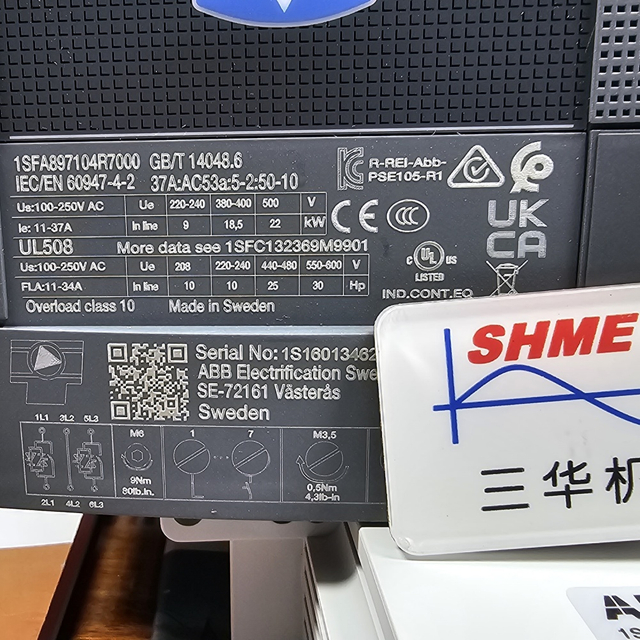 1SFA897104R7000 GB/T 14048.6
IEC/EN 60947-4-2 37A:AC53a:5-2:50-10
Us:100-250V AC Ue 220-240 380-400 500 V
Ie: 11-37A In line 9 18,5 22 kW
UL508 More data see 1SFC132369M9901
Us:100-250V AC Ue 208 220-240 440-480 550-600 V
FLA:11-34A In line 10 10 25 30 Hp
Overload class 10 Made in Sweden
R-REI-Abb-
PSE105-R1
CE CCC
UK
CA
C UL US
LISTED
IND.CONT.EQ
Serial No: 1S16013462
ABB Electrification Swe
SE-72161 Västerås
Sweden
1L1 3L2 5L3 M6 1 7 M3,5
9Nm 0,5Nm
80lb.in. 4,3lb-in
2L1 4L2 6L3
SHME
三华机